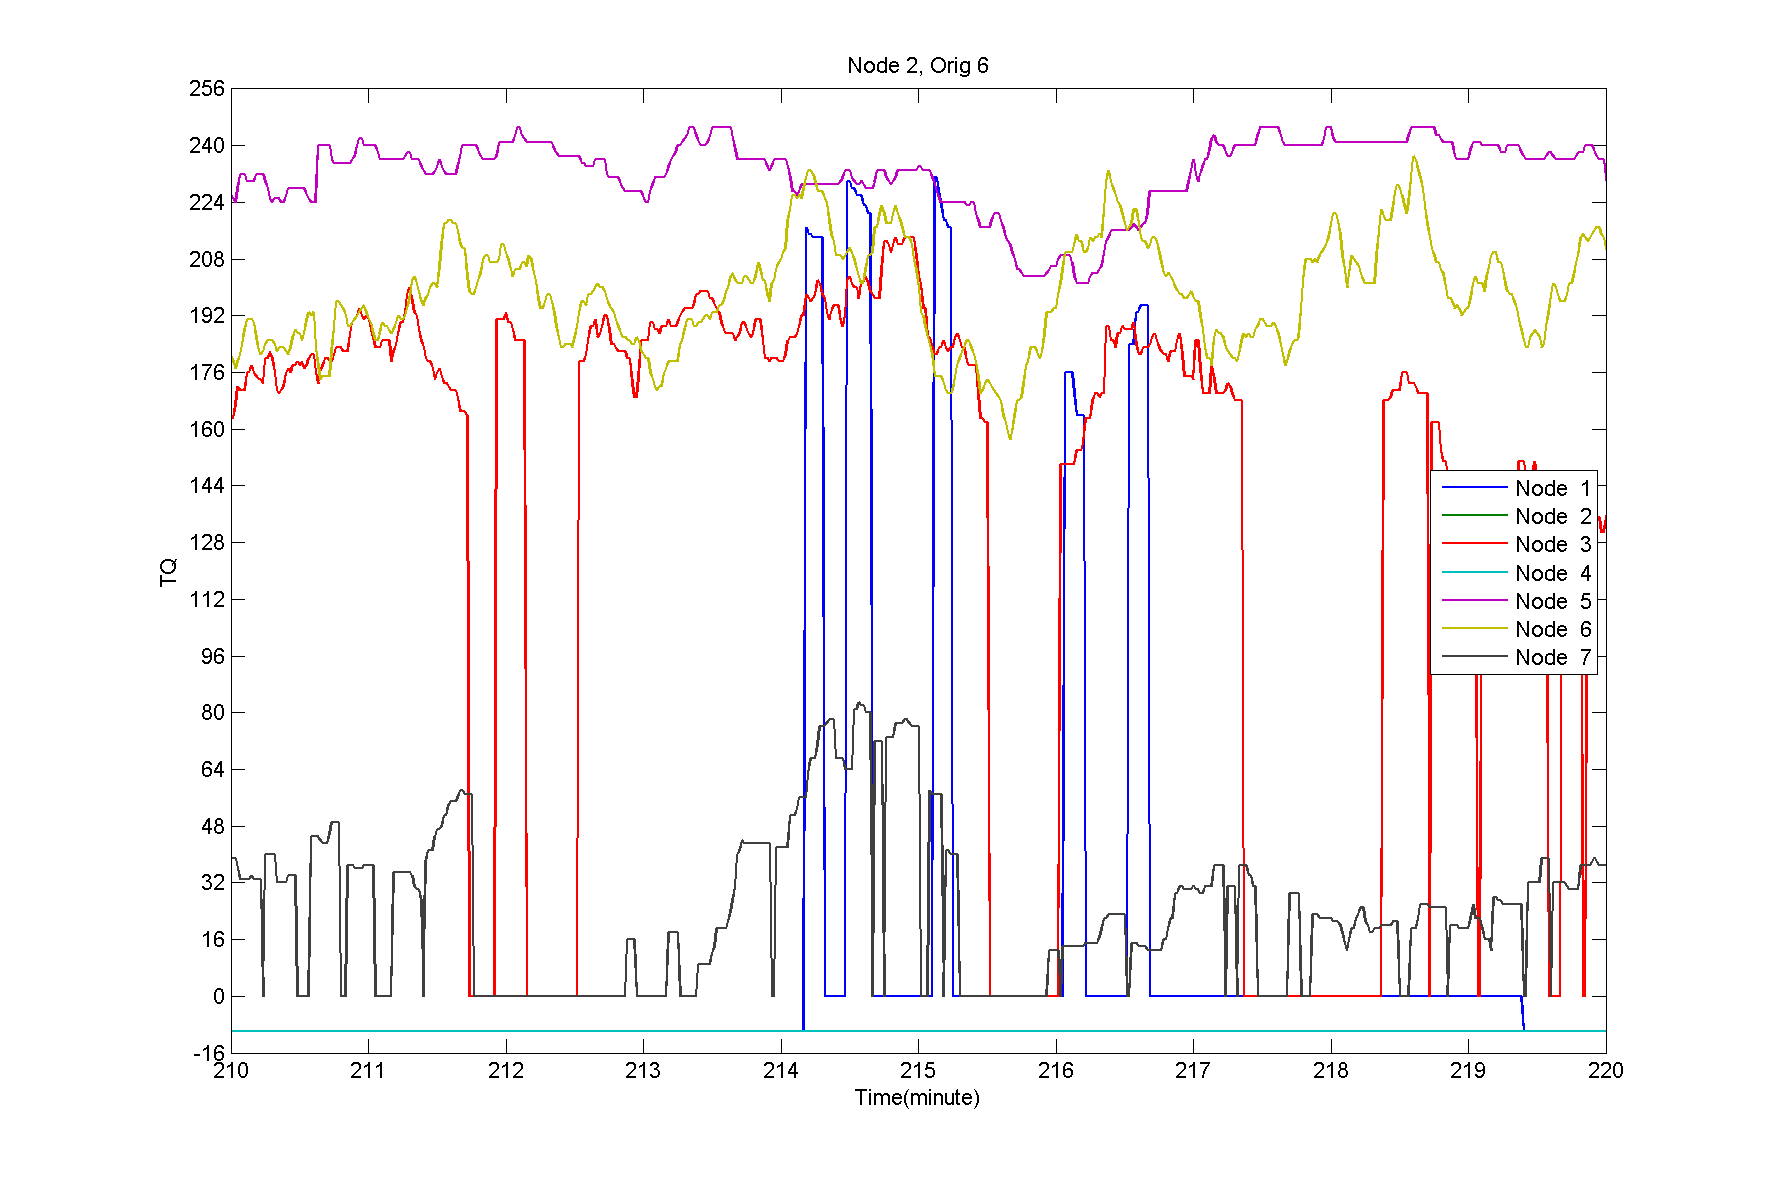 Node 2, Orig 6
256
240
224
208
192
176
160
144
128
112
96
80
64
48
32
16
0
-16
TQ
Node 1
Node 2
Node 3
Node 4
Node 5
Node 6
Node 7
210 211 212 213 214 215 216 217 218 219 220
Time(minute)